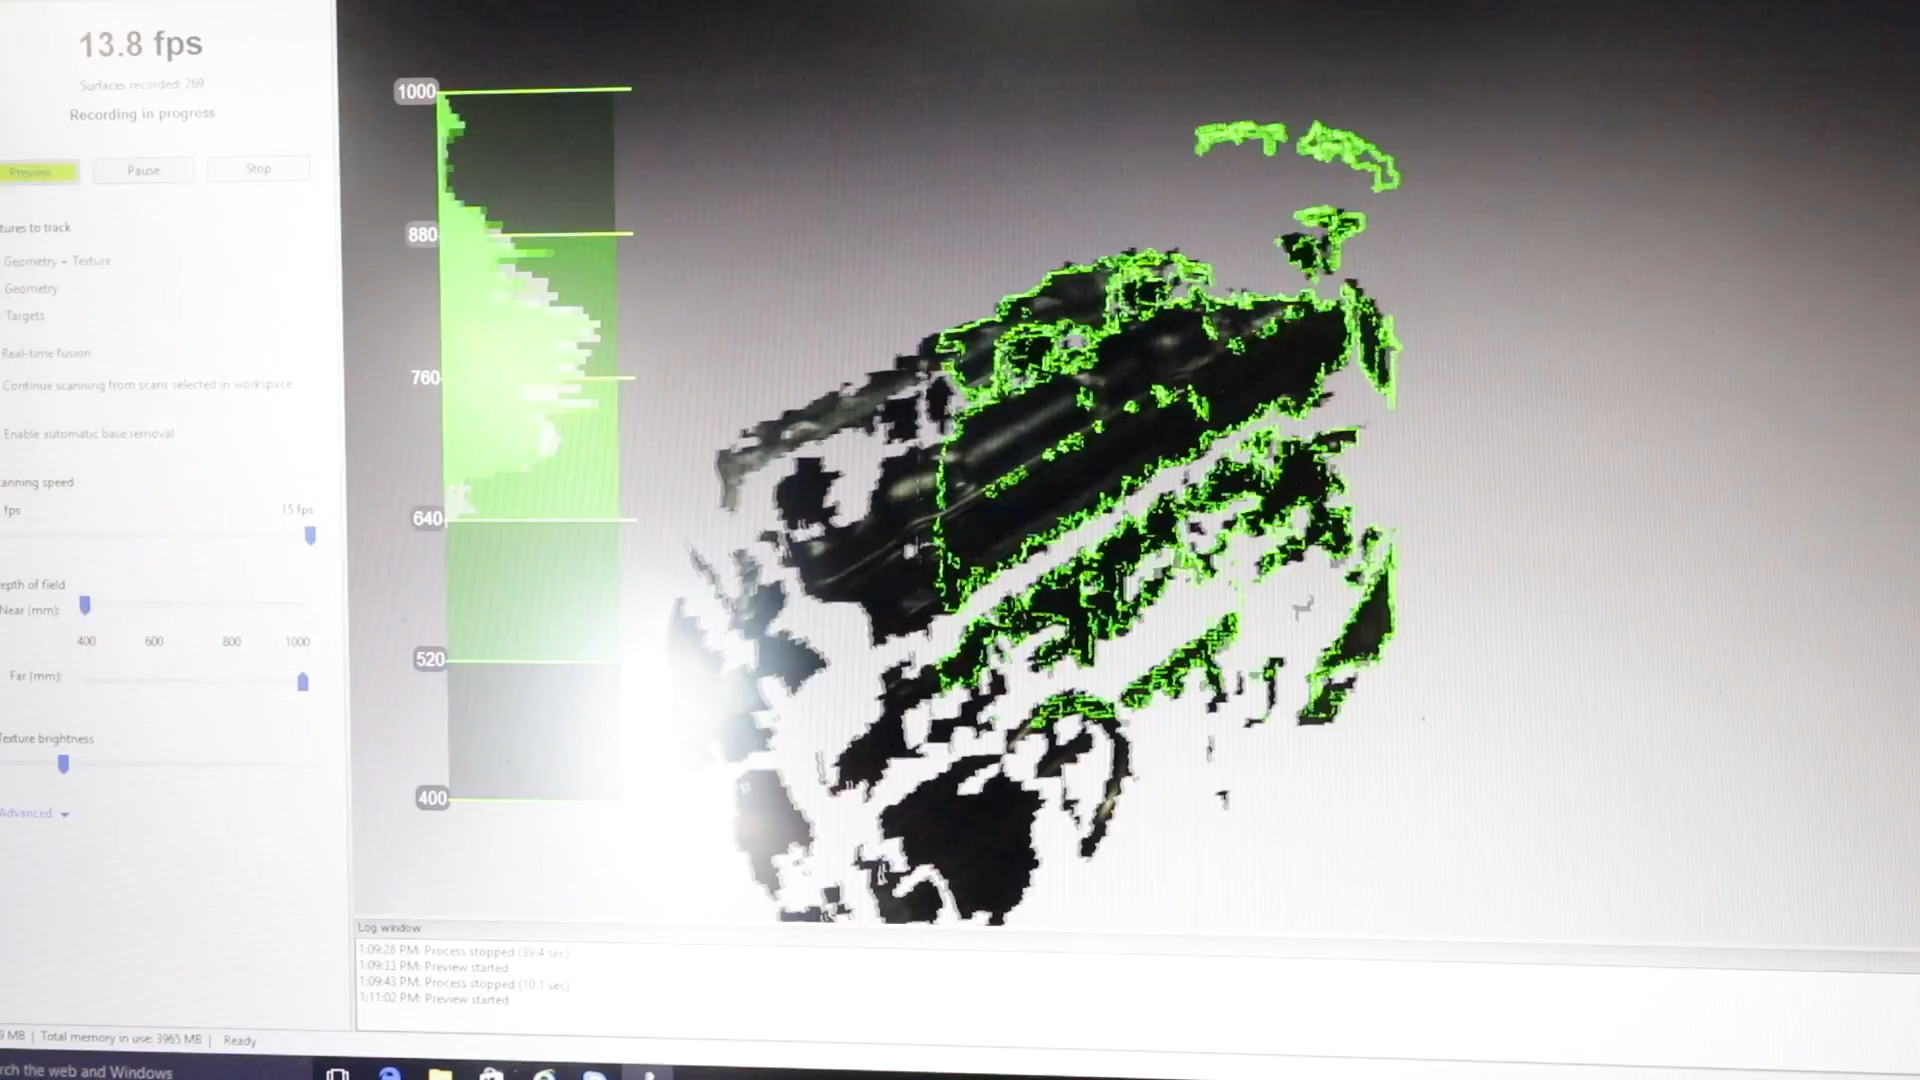 13.8 fps
Surfaces recorded: 269
Recording in progress
Preview
Pause
Stop
tures to track
Geometry + Texture
Geometry
Targets
Real-time fusion
Continue scanning from scans selected in workspace
Enable automatic base removal
anning speed
fps
15 fps
epth of field
Near (mm):
400 600 800 1000
Far (mm):
Texture brightness
Advanced
1000
880
760
640
520
400
Log window
1:09:28 PM: Process stopped (39.4 sec)
1:09:33 PM: Preview started
1:09:43 PM: Process stopped (10.1 sec)
1:11:02 PM: Preview started
9 MB | Total memory in use: 3965 MB | Ready
rch the web and Windows